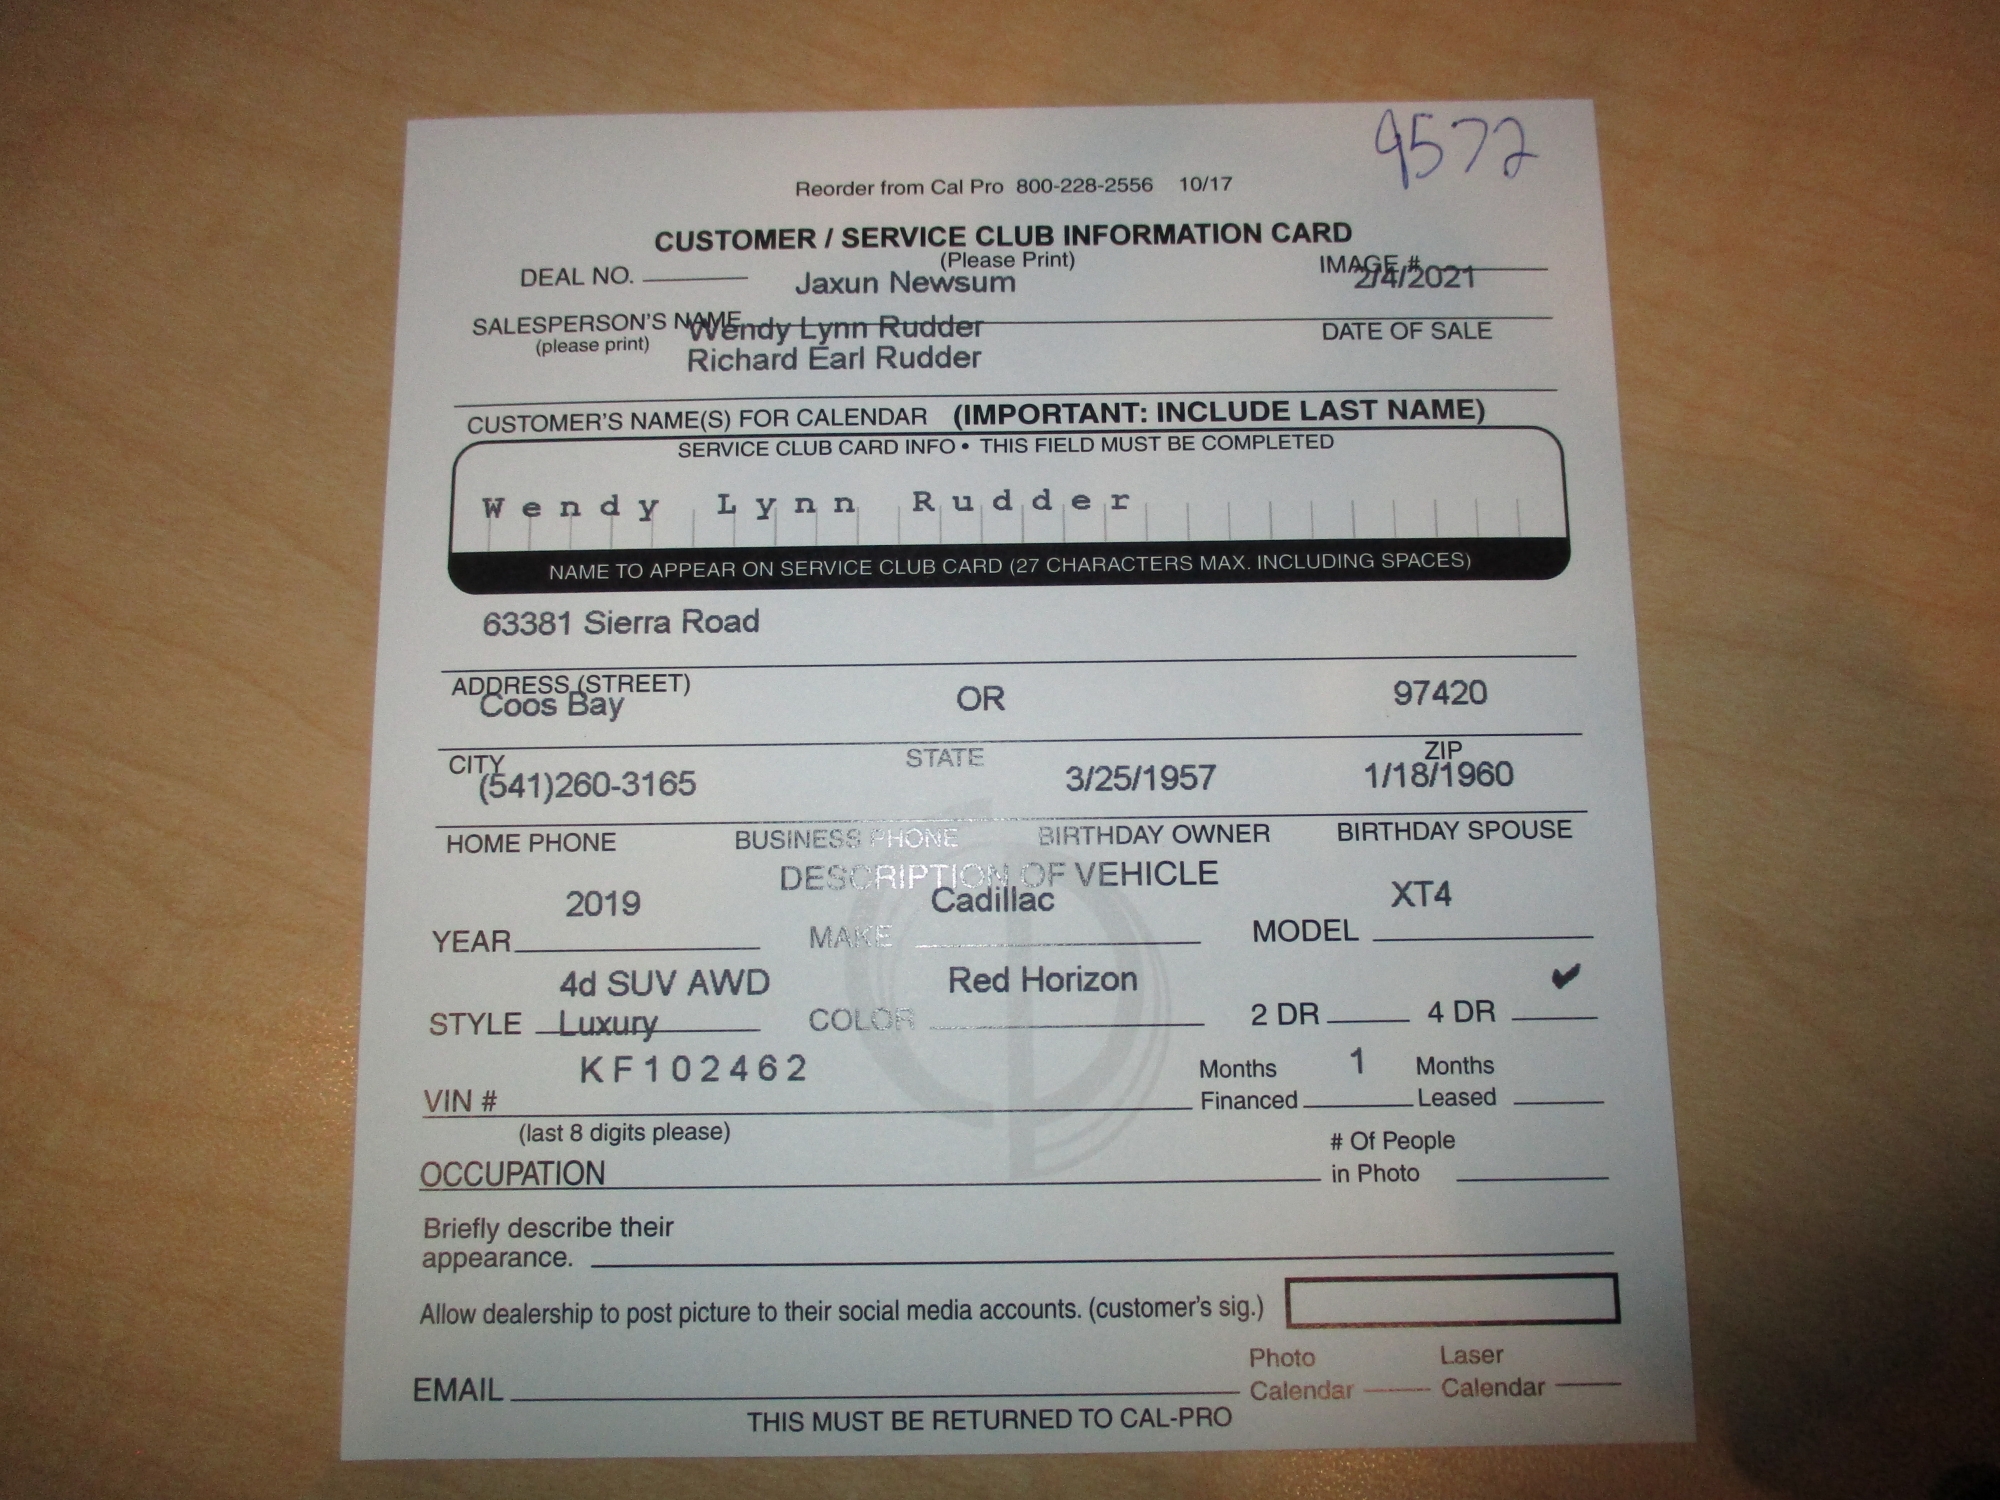 9572
Reorder from Cal Pro 800-228-2556 10/17
CUSTOMER / SERVICE CLUB INFORMATION CARD
(Please Print)
DEAL NO. Jaxun Newsum IMAGE # 2/4/2021
SALESPERSON'S NAME Wendy Lynn Rudder DATE OF SALE
(please print) Richard Earl Rudder
CUSTOMER'S NAME(S) FOR CALENDAR (IMPORTANT: INCLUDE LAST NAME)
SERVICE CLUB CARD INFO • THIS FIELD MUST BE COMPLETED
Wendy Lynn Rudder
NAME TO APPEAR ON SERVICE CLUB CARD (27 CHARACTERS MAX. INCLUDING SPACES)
63381 Sierra Road
ADDRESS (STREET)
Coos Bay OR 97420
CITY STATE ZIP
(541)260-3165 3/25/1957 1/18/1960
HOME PHONE BUSINESS PHONE BIRTHDAY OWNER BIRTHDAY SPOUSE
DESCRIPTION OF VEHICLE
2019 Cadillac XT4
YEAR MAKE MODEL
4d SUV AWD Red Horizon ✓
STYLE Luxury COLOR 2 DR 4 DR
KF102462 Months 1 Months
VIN # Financed Leased
(last 8 digits please) # Of People
OCCUPATION in Photo
Briefly describe their
appearance.
Allow dealership to post picture to their social media accounts. (customer's sig.)
Photo Laser
EMAIL Calendar Calendar
THIS MUST BE RETURNED TO CAL-PRO